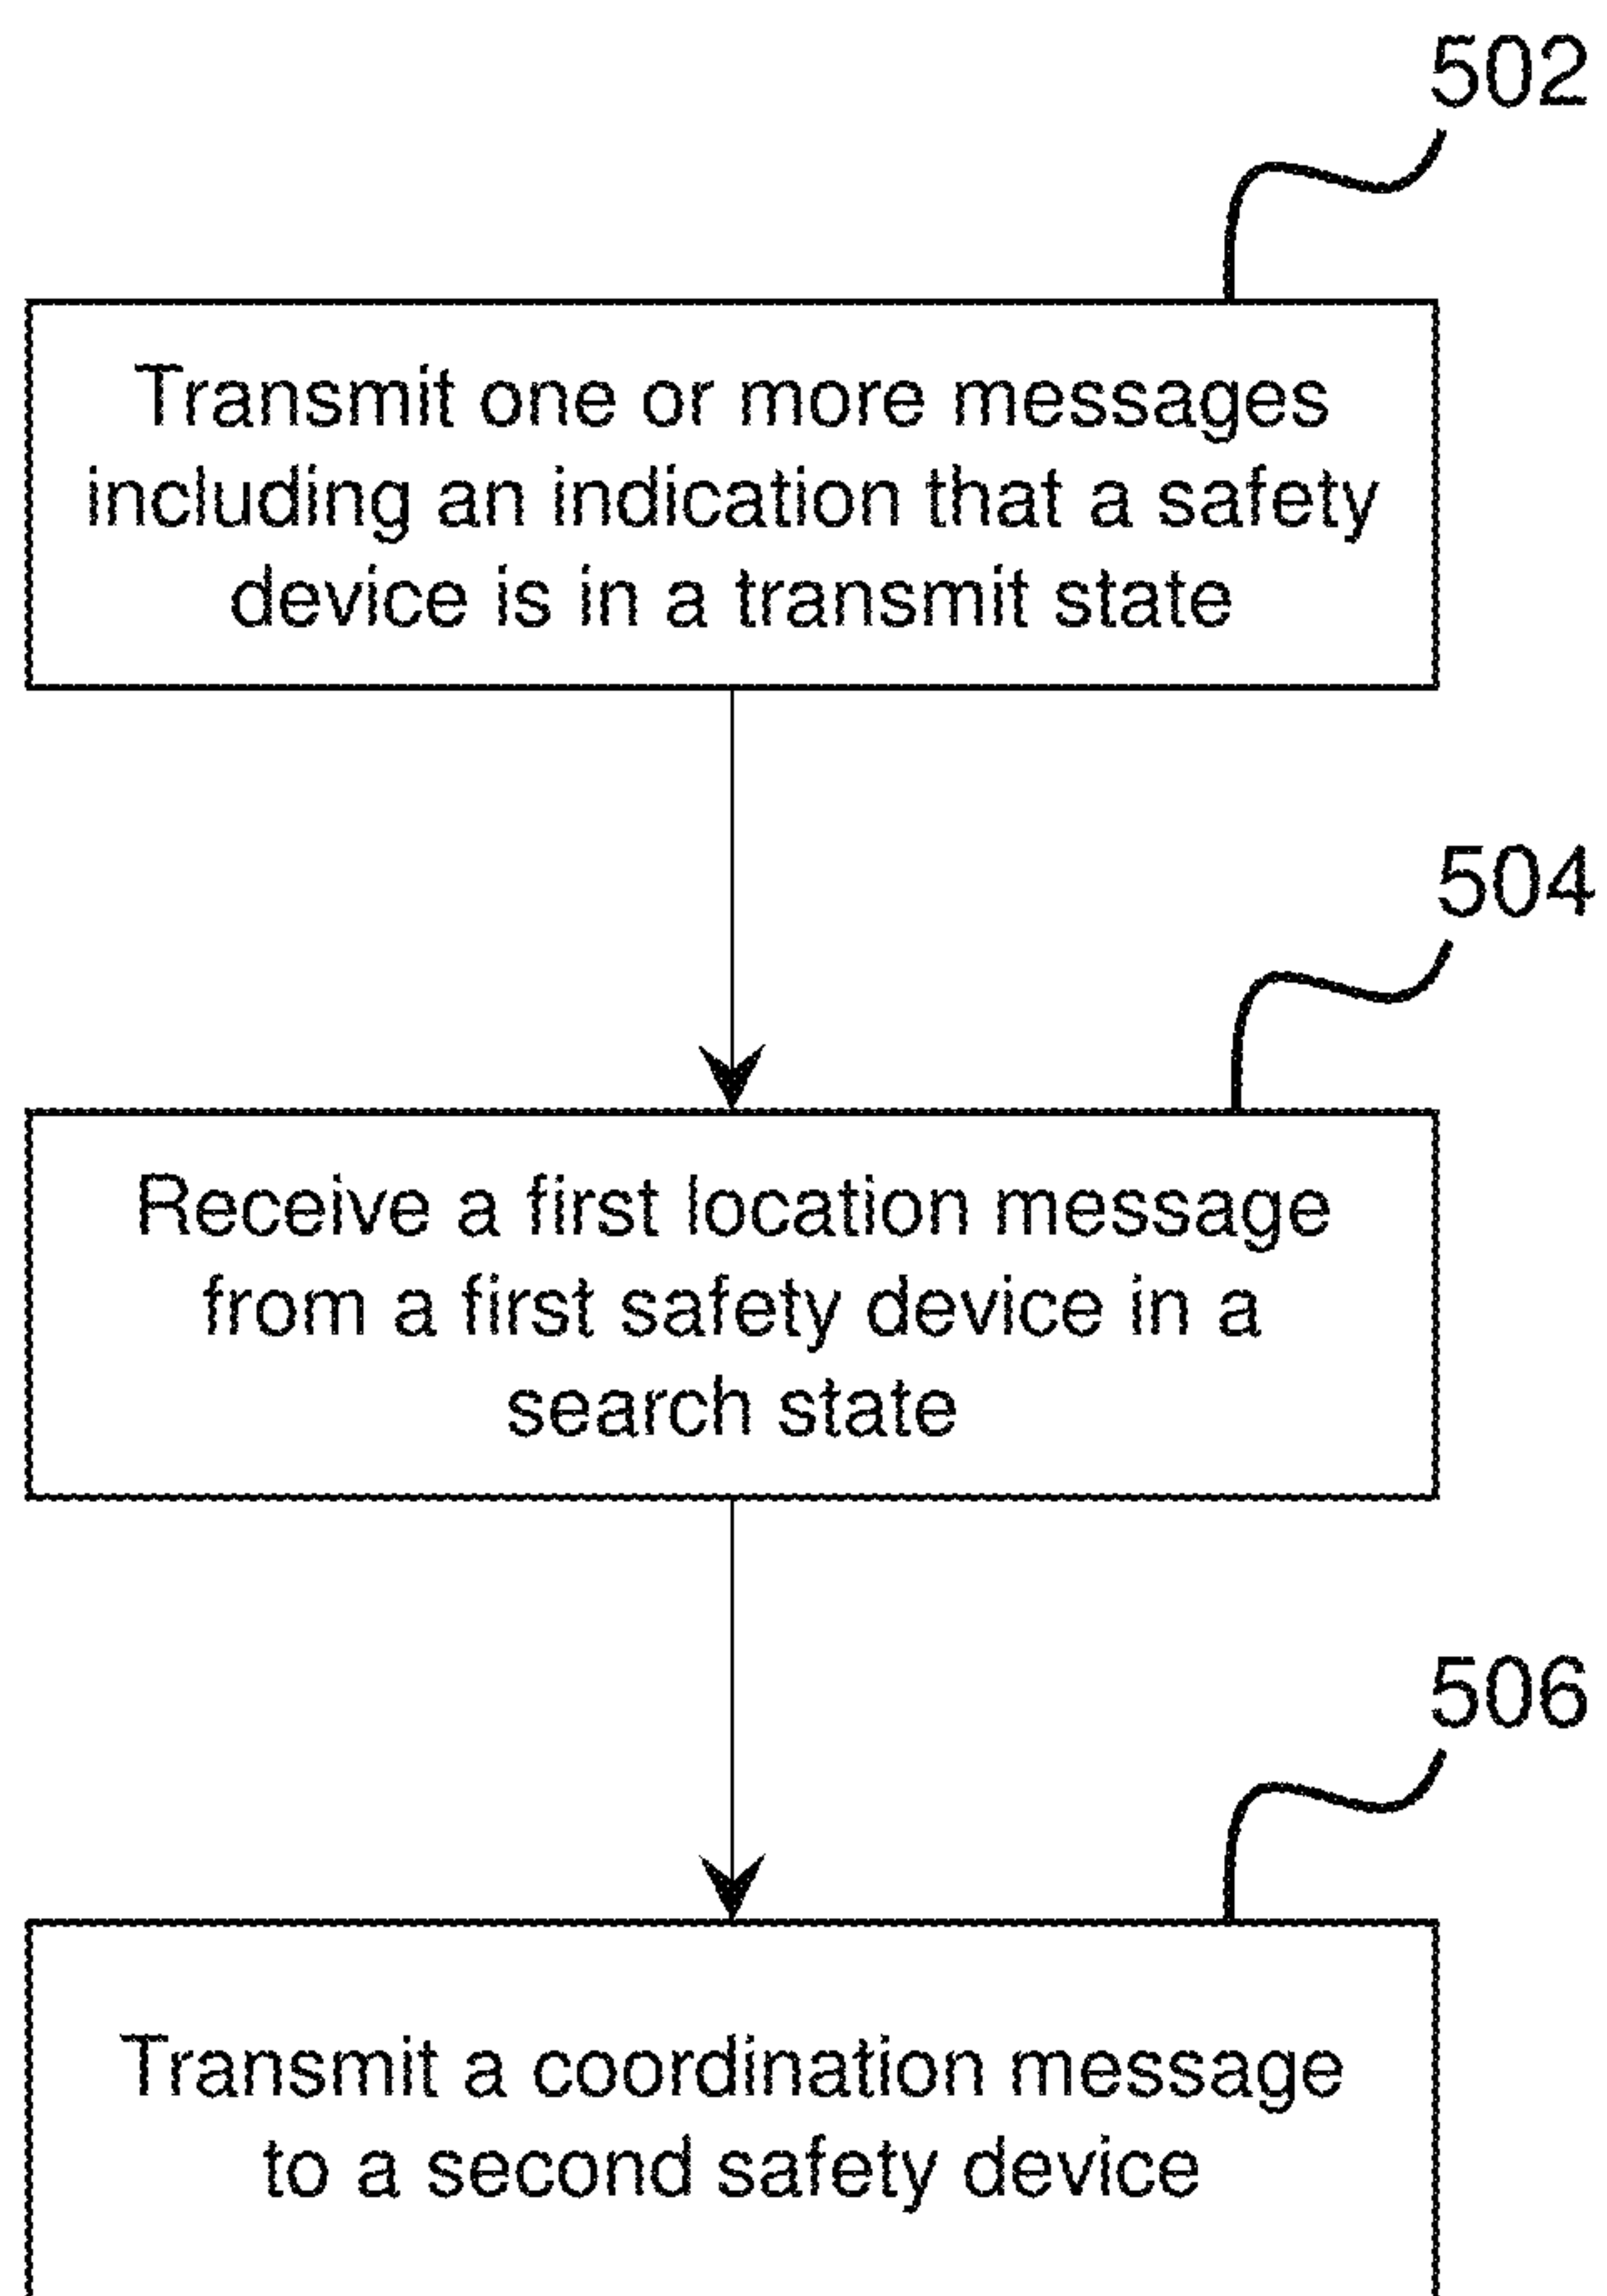 502
Transmit one or more messages
including an indication that a safety
device is in a transmit state
504
Receive a first location message
from a first safety device in a
search state
506
Transmit a coordination message
to a second safety device